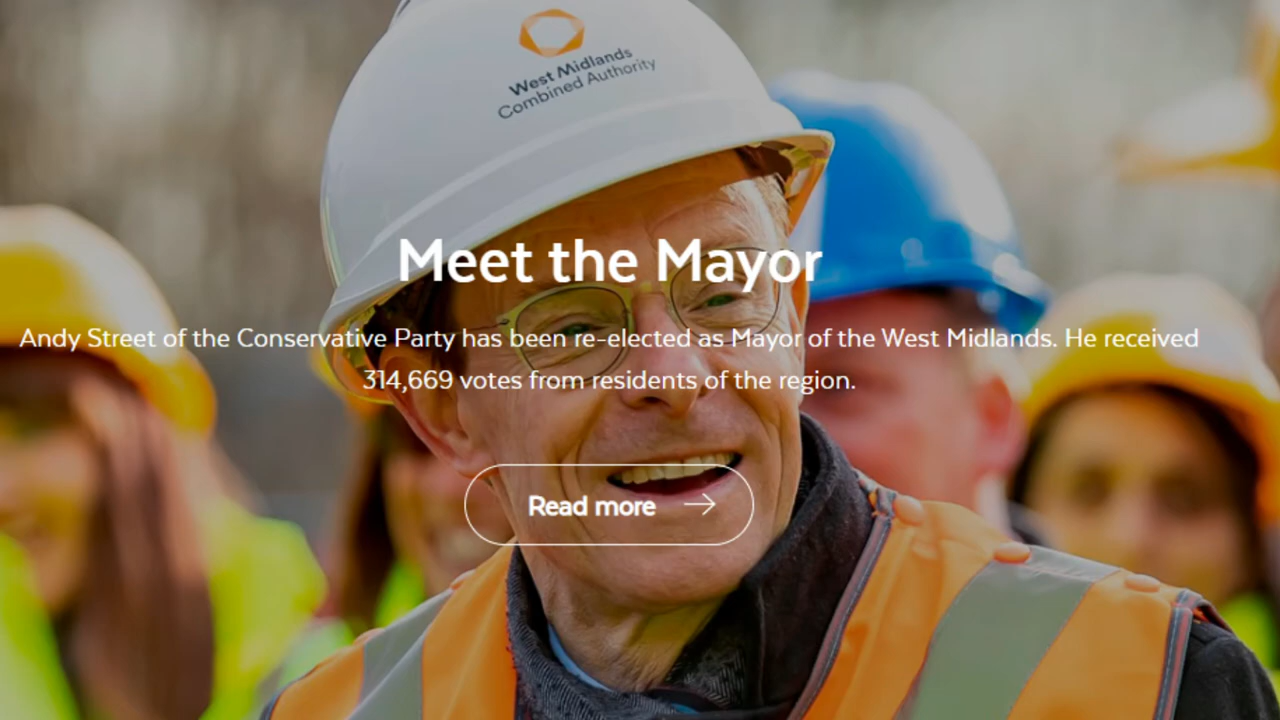 West Midlands
Combined Authority
Meet the Mayor
Andy Street of the Conservative Party has been re-elected as Mayor of the West Midlands. He received
314,669 votes from residents of the region.
Read more